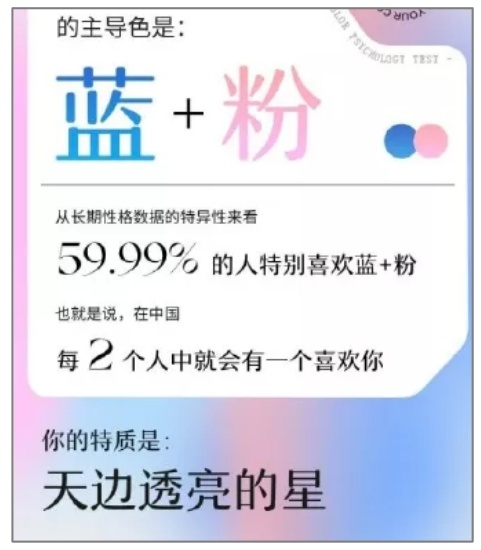 的主导色是：
蓝 + 粉
COLOR PSYCHOLOGY TEST -
从长期性格数据的特异性来看
59.99% 的人特别喜欢蓝+粉
也就是说，在中国
每 2 个人中就会有一个喜欢你
你的特质是：
天边透亮的星